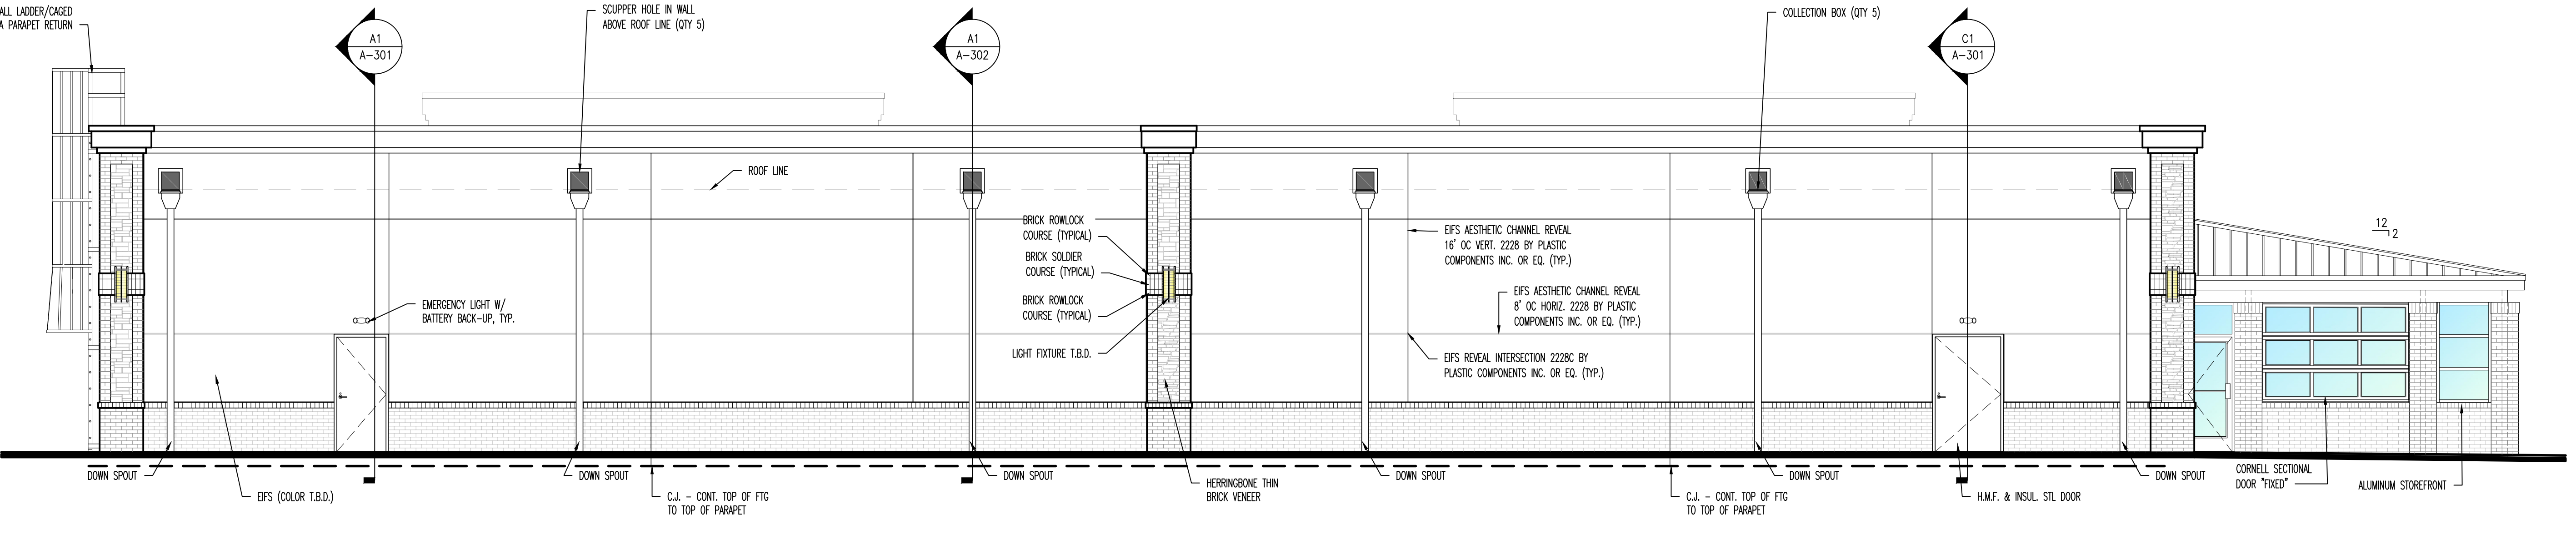 ALL LADDER/CAGED
A PARAPET RETURN
A1
A-301
SCUPPER HOLE IN WALL
ABOVE ROOF LINE (QTY 5)
A1
A-302
COLLECTION BOX (QTY 5)
C1
A-301
ROOF LINE
BRICK ROWLOCK
COURSE (TYPICAL)
BRICK SOLDIER
COURSE (TYPICAL)
BRICK ROWLOCK
COURSE (TYPICAL)
LIGHT FIXTURE T.B.D.
EIFS AESTHETIC CHANNEL REVEAL
16' OC VERT. 2228 BY PLASTIC
COMPONENTS INC. OR EQ. (TYP.)
EIFS AESTHETIC CHANNEL REVEAL
8' OC HORIZ. 2228 BY PLASTIC
COMPONENTS INC. OR EQ. (TYP.)
EIFS REVEAL INTERSECTION 2228C BY
PLASTIC COMPONENTS INC. OR EQ. (TYP.)
12
2
EMERGENCY LIGHT W/
BATTERY BACK-UP, TYP.
DOWN SPOUT
EIFS (COLOR T.B.D.)
DOWN SPOUT
C.J. - CONT. TOP OF FTG
TO TOP OF PARAPET
DOWN SPOUT
HERRINGBONE THIN
BRICK VENEER
DOWN SPOUT
C.J. - CONT. TOP OF FTG
TO TOP OF PARAPET
DOWN SPOUT
H.M.F. & INSUL. STL DOOR
DOWN SPOUT
CORNELL SECTIONAL
DOOR "FIXED"
ALUMINUM STOREFRONT